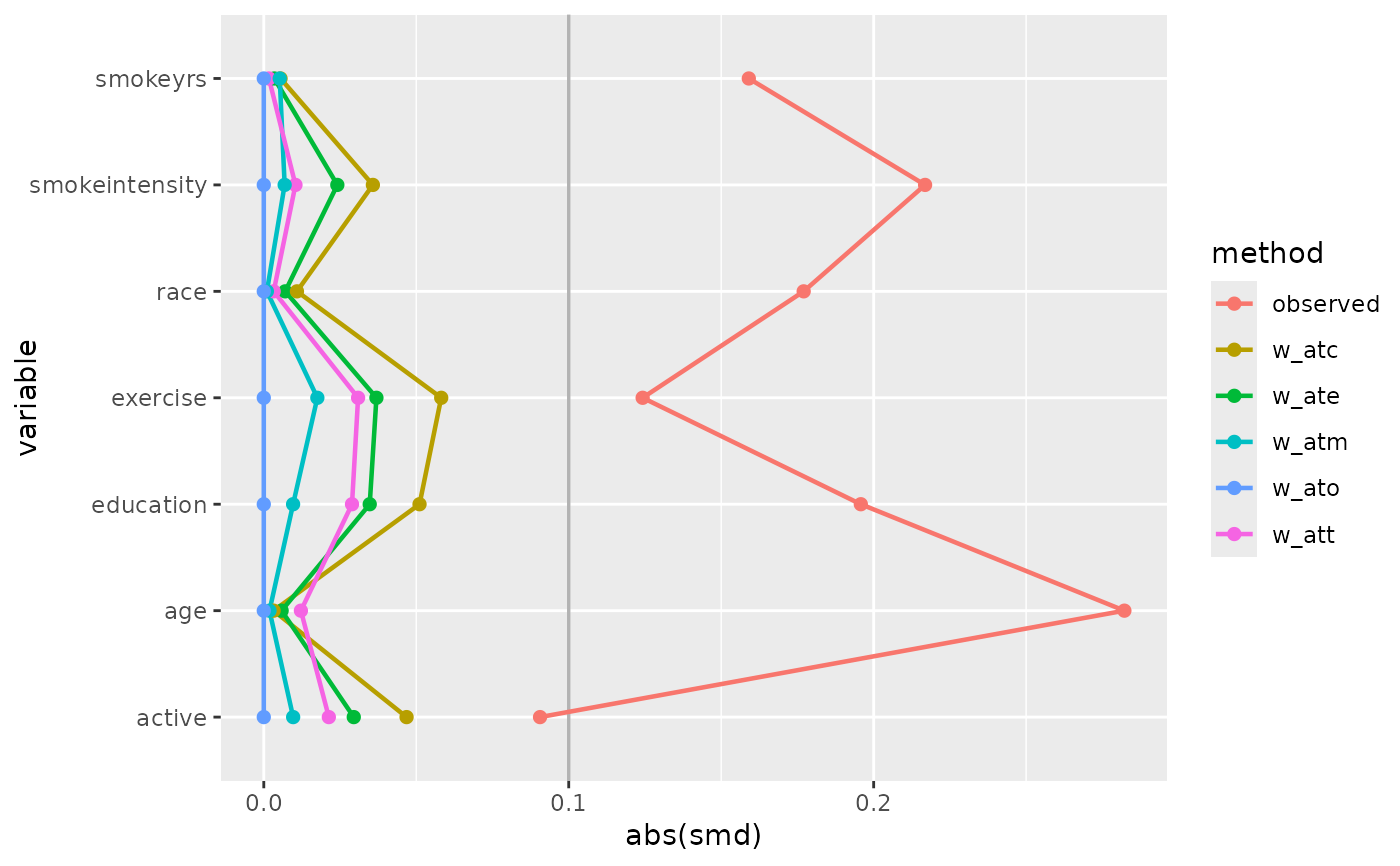 variable
smokeyrs
smokeintensity
race
exercise
education
age
active
0.0
0.1
0.2
abs(smd)
method
observed
w_atc
w_ate
w_atm
w_ato
w_att